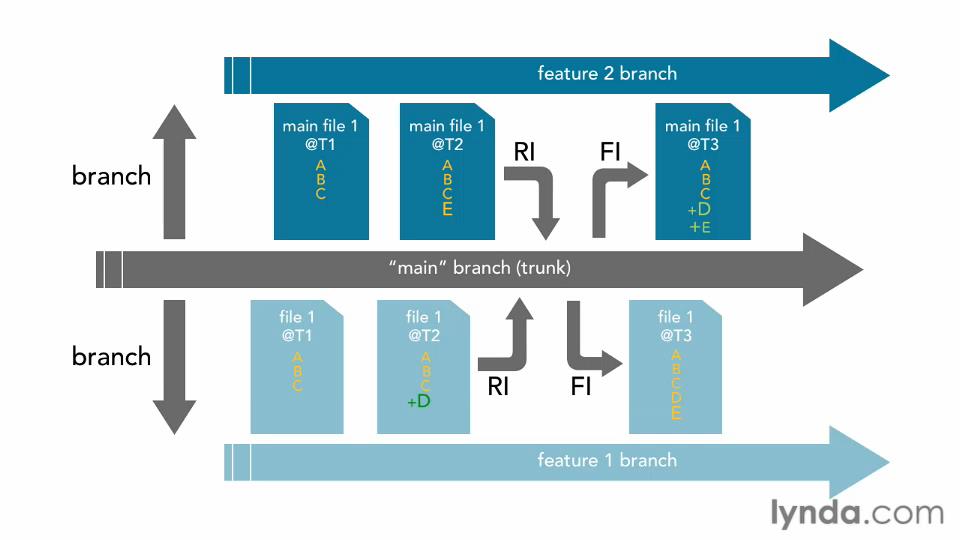 feature 2 branch
main file 1
@T1
A
B
C
main file 1
@T2
A
B
C
E
RI
FI
main file 1
@T3
A
B
C
+D
+E
branch
“main” branch (trunk)
branch
file 1
@T1
A
B
C
file 1
@T2
A
B
C
+D
RI
FI
file 1
@T3
A
B
C
D
E
feature 1 branch
lynda.com